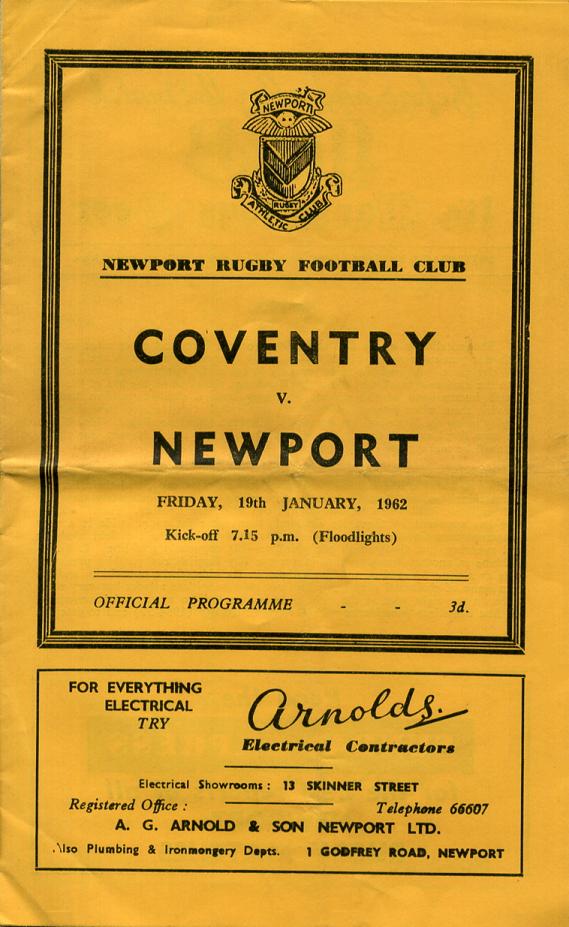 NEWPORT
RUGBY
ATHLETIC CLUB
NEWPORT RUGBY FOOTBALL CLUB
COVENTRY
v.
NEWPORT
FRIDAY, 19th JANUARY, 1962
Kick-off 7.15 p.m. (Floodlights)
OFFICIAL PROGRAMME - - 3d.
FOR EVERYTHING
ELECTRICAL
TRY
Arnolds.
Electrical Contractors
Electrical Showrooms: 13 SKINNER STREET
Registered Office: Telephone 66607
A. G. ARNOLD & SON NEWPORT LTD.
Also Plumbing & Ironmongery Depts. 1 GODFREY ROAD, NEWPORT